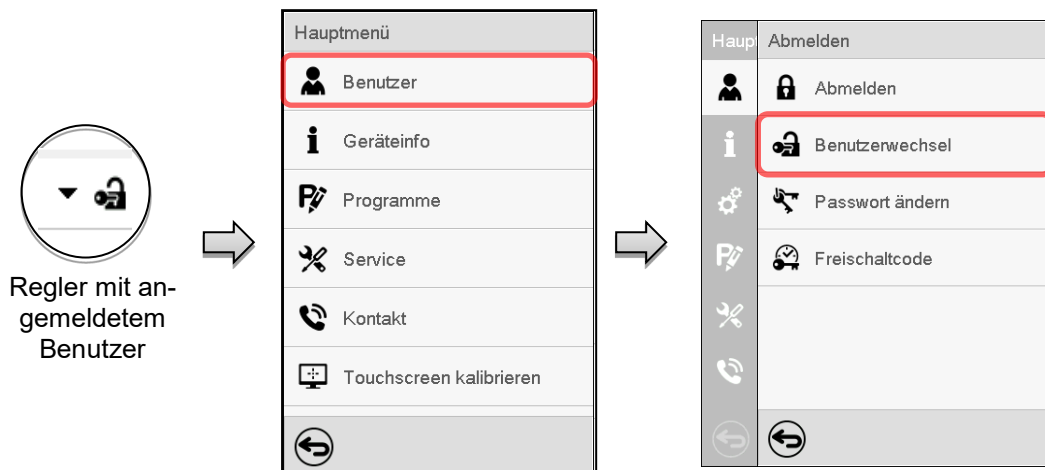 Regler mit an-
gemeldetem
Benutzer
Hauptmenü
Benutzer
Geräteinfo
Programme
Service
Kontakt
Touchscreen kalibrieren
Haupt
Abmelden
Abmelden
Benutzerwechsel
Passwort ändern
Freischaltcode